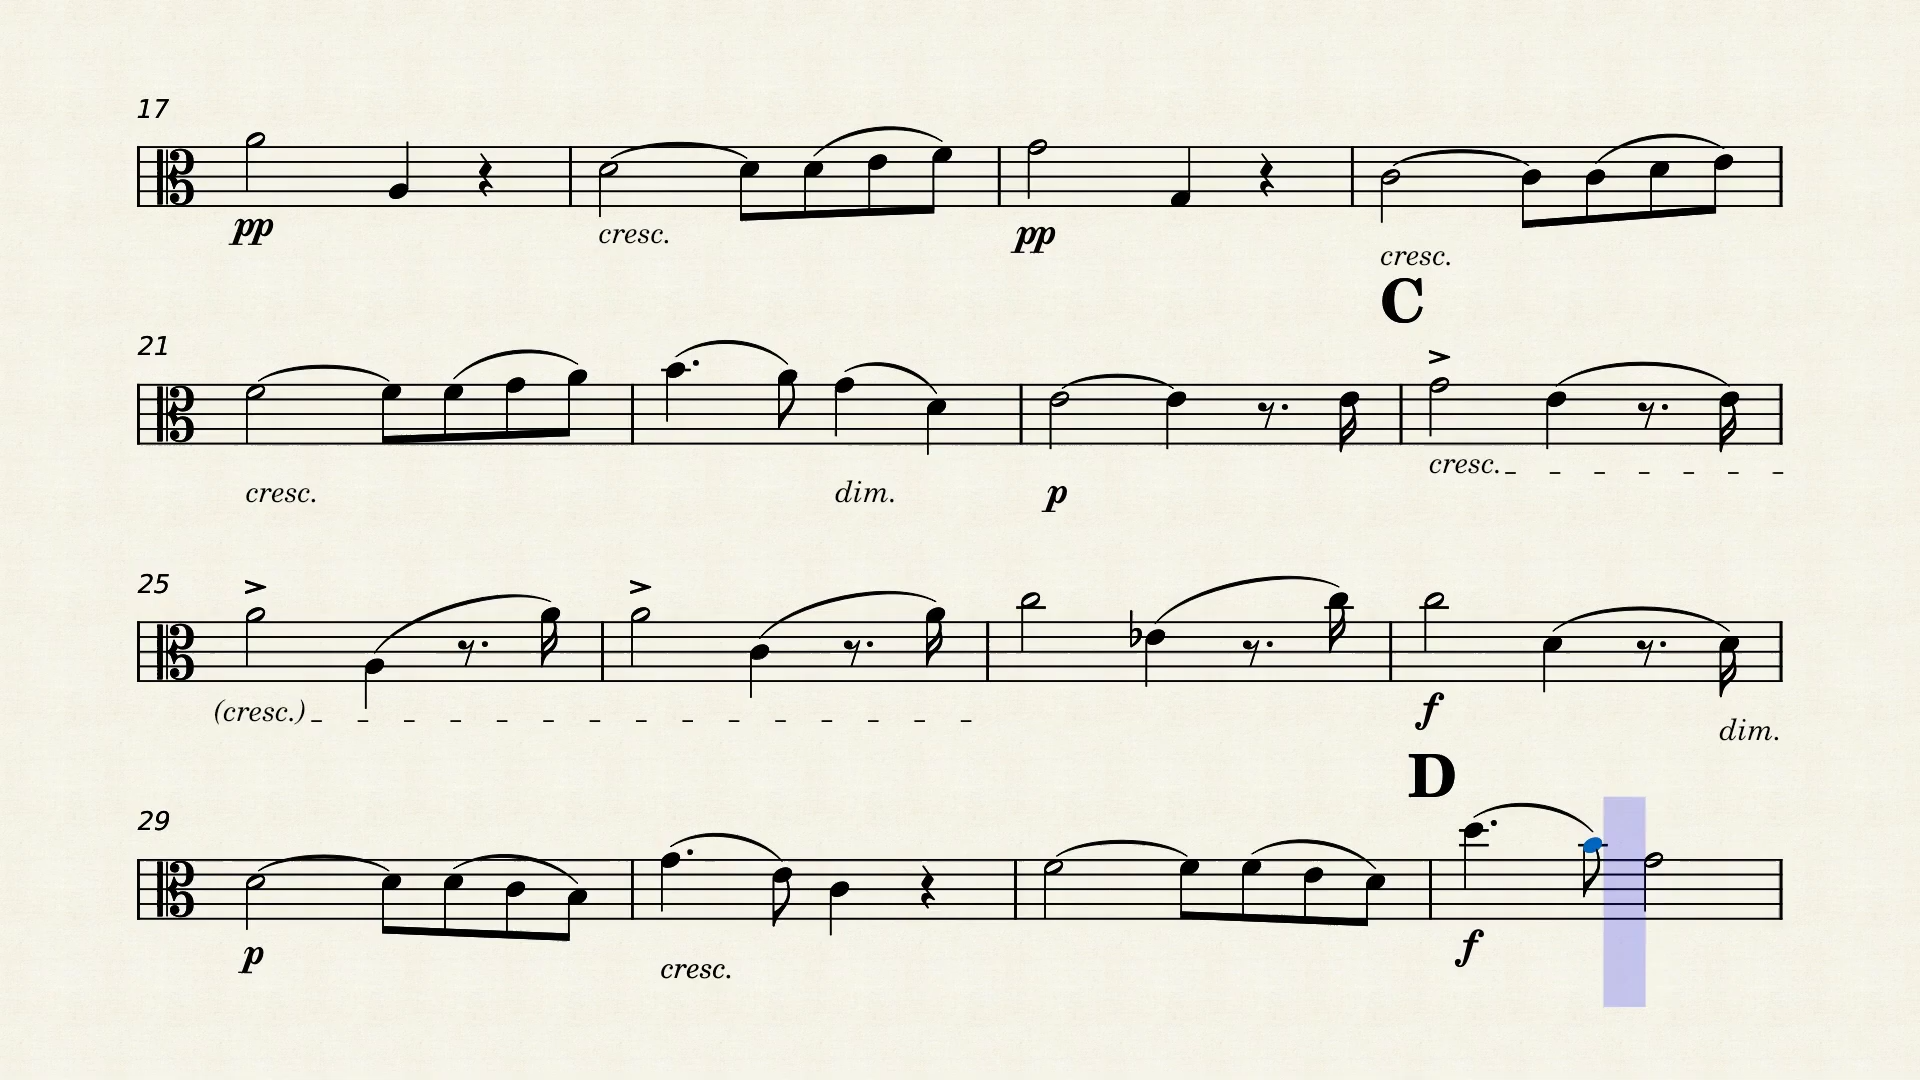 17
pp cresc. pp cresc.
C
21
cresc. dim. p cresc.
25
(cresc.) f dim.
D
29
p cresc. f